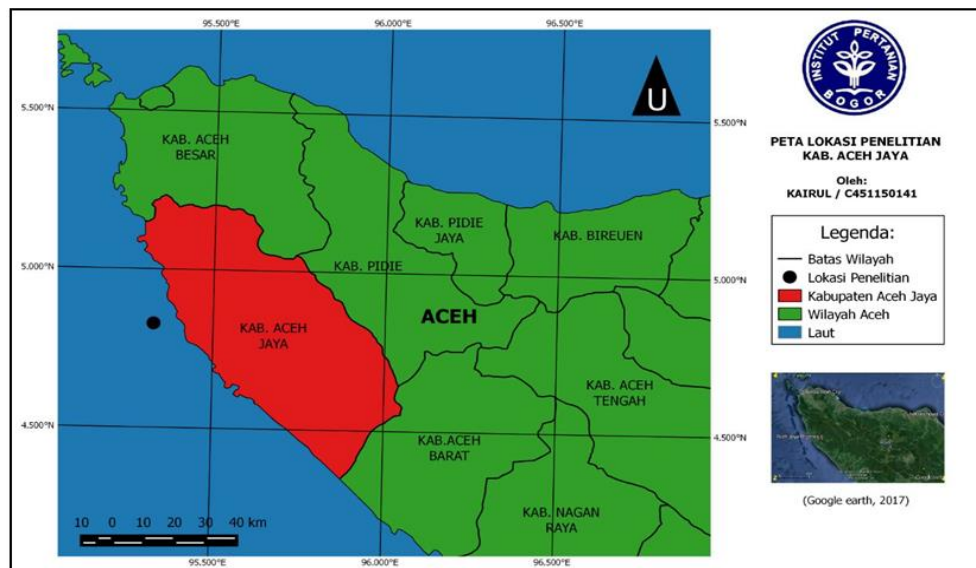 95.500°E 96.000°E 96.500°E
5.500°N
5.000°N
4.500°N
5.500°N
5.000°N
4.500°N
95.500°E 96.000°E 96.500°E
U
KAB. ACEH
BESAR
KAB. PIDIE
JAYA
KAB. BIREUEN
KAB. PIDIE
ACEH
KAB. ACEH
JAYA
KAB. ACEH
TENGAH
KAB.ACEH
BARAT
KAB. NAGAN
RAYA
10 0 10 20 30 40 km
INSTITUT PERTANIAN
BOGOR
PETA LOKASI PENELITIAN
KAB. ACEH JAYA
Oleh:
KAIRUL / C451150141
Legenda:
Batas Wilayah
Lokasi Penelitian
Kabupaten Aceh Jaya
Wilayah Aceh
Laut
(Google earth, 2017)